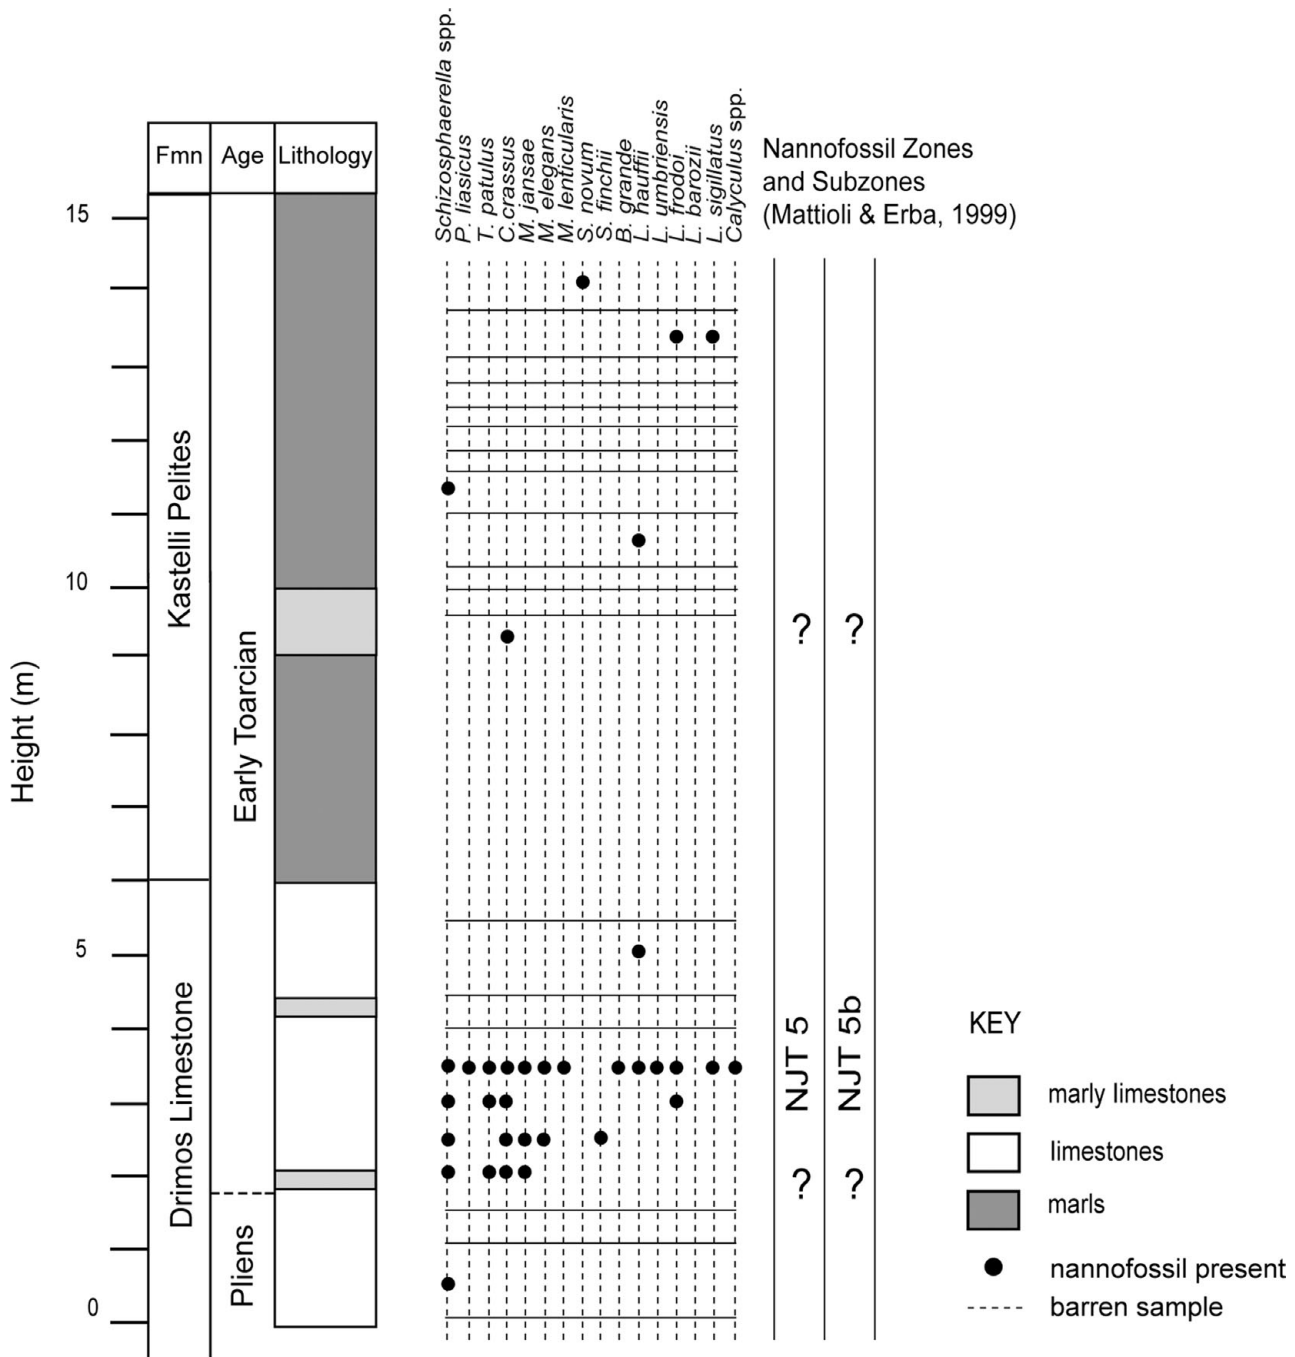 Fmn
Age
Lithology
Schizosphaerella spp.
P. liasicus
T. patulus
C.crassus
M. jansae
M. elegans
M. lenticularis
S. novum
S. finchii
B. grande
L. hauffii
L. umbriensis
L. frodoi
L. barozii
L. sigillatus
Calyculus spp.
Nannofossil Zones
and Subzones
(Mattioli & Erba, 1999)
15
10
5
0
Height (m)
Kastelli Pelites
Drimos Limestone
Early Toarcian
Pliens
?
?
NJT 5
NJT 5b
?
?
KEY
marly limestones
limestones
marls
nannofossil present
barren sample